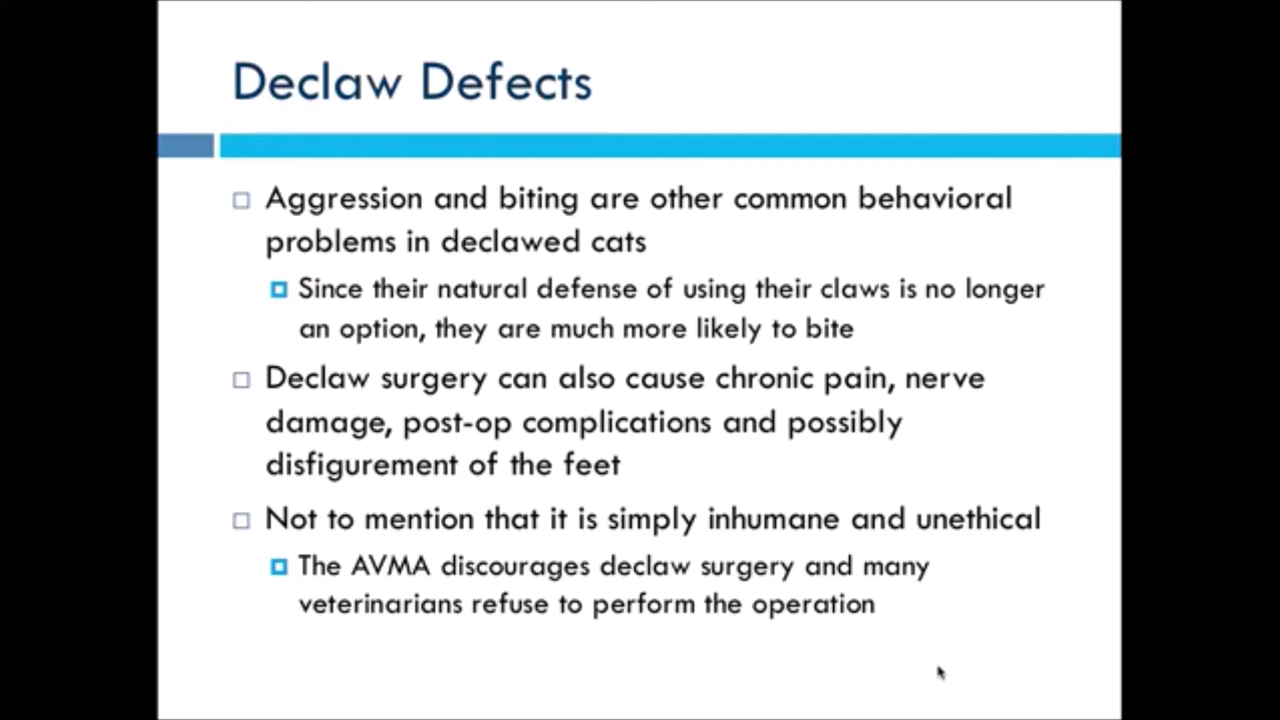 Declaw Defects
Aggression and biting are other common behavioral
problems in declawed cats
Since their natural defense of using their claws is no longer
an option, they are much more likely to bite
Declaw surgery can also cause chronic pain, nerve
damage, post-op complications and possibly
disfigurement of the feet
Not to mention that it is simply inhumane and unethical
The AVMA discourages declaw surgery and many
veterinarians refuse to perform the operation